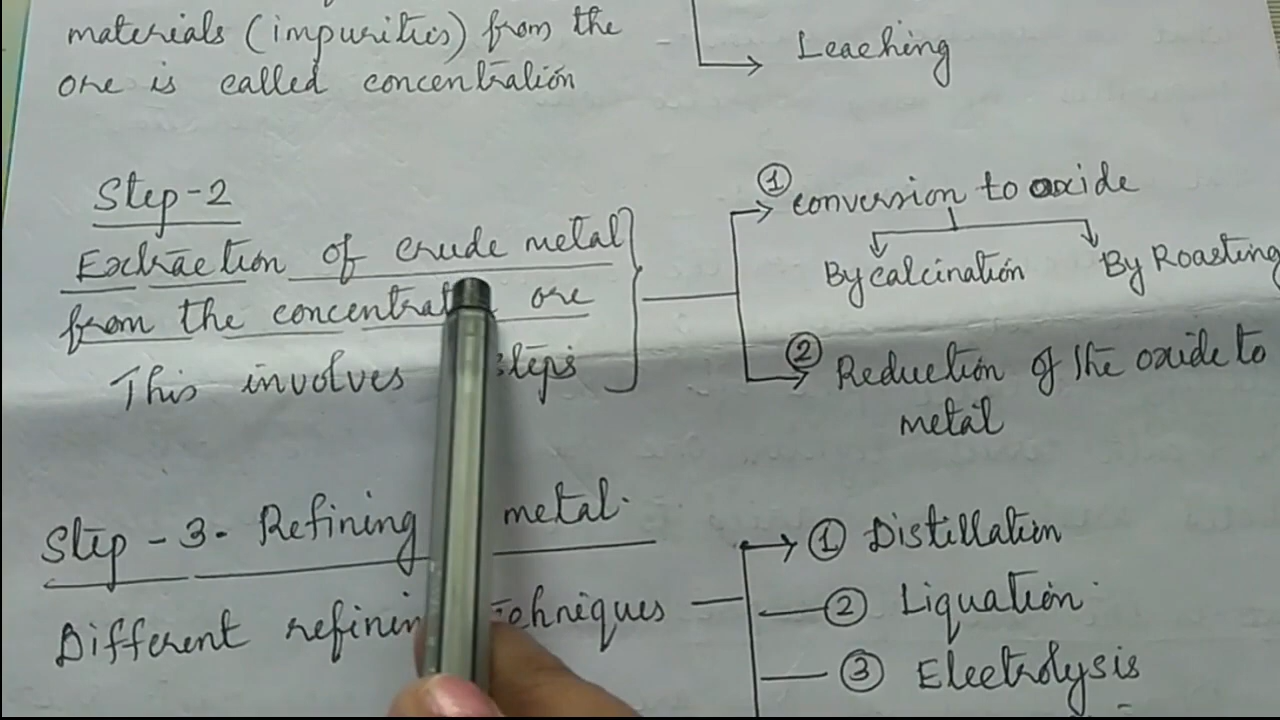 materials (impurities) from the
ore is called concentration
Leaching
Step-2
Extraction of crude metal
from the concentrat ore
This involves steps
① conversion to oxide
By calcination By Roasting
② Reduction of the oxide to
metal
Step - 3 - Refining metal.
Different refinin techniques
① Distillation
② Liquation
③ Electrolysis